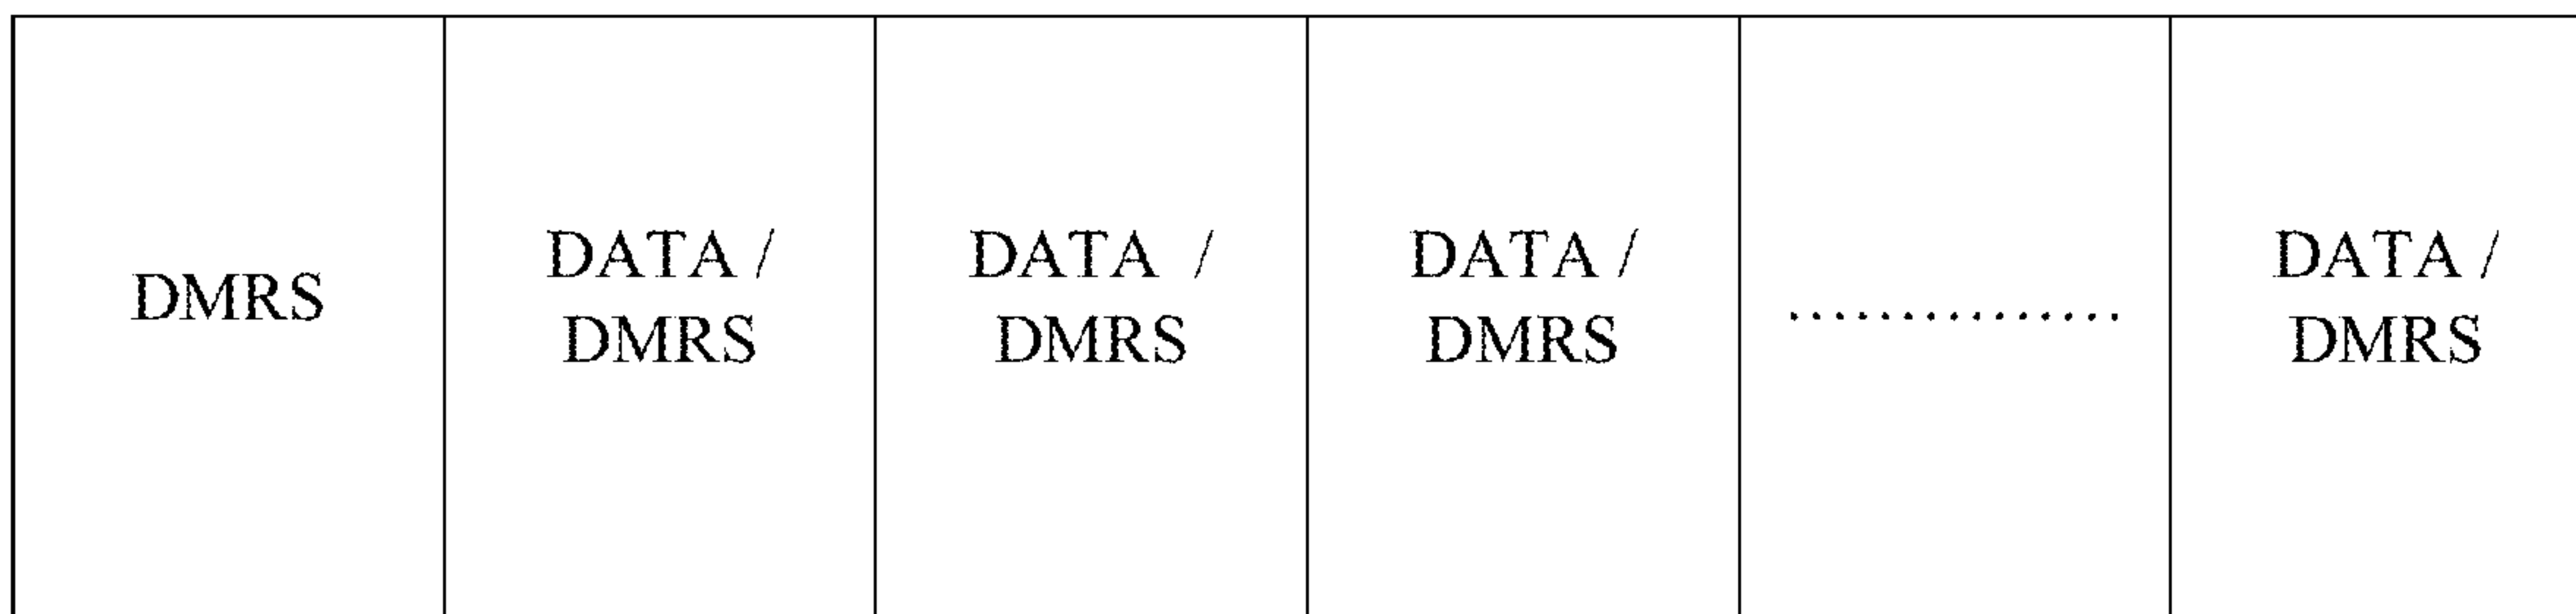 DMRS
DATA /
DMRS
DATA /
DMRS
DATA /
DMRS
...............
DATA /
DMRS